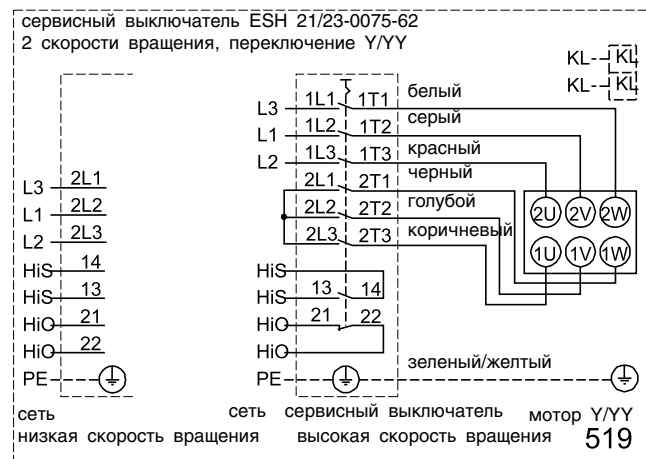 сервисный выключатель ESH 21/23-0075-62
2 скорости вращения, переключение Y/YY
KL KL
KL KL
L3 1L1 1T1 белый
L1 1L2 1T2 серый
L2 1L3 1T3 красный
2L1 2T1 черный
L3 2L1
2L2 2T2 голубой
L1 2L2
2L3 2T3 коричневый
L2 2L3
2U 2V 2W
1U 1V 1W
HiS 14 HiS
HiS 13 HiS 13 14
HiO 21 HiO 21 22
HiO 22 HiO
зеленый/желтый
PE PE
сеть сеть сервисный выключатель мотор Y/YY
низкая скорость вращения высокая скорость вращения 519